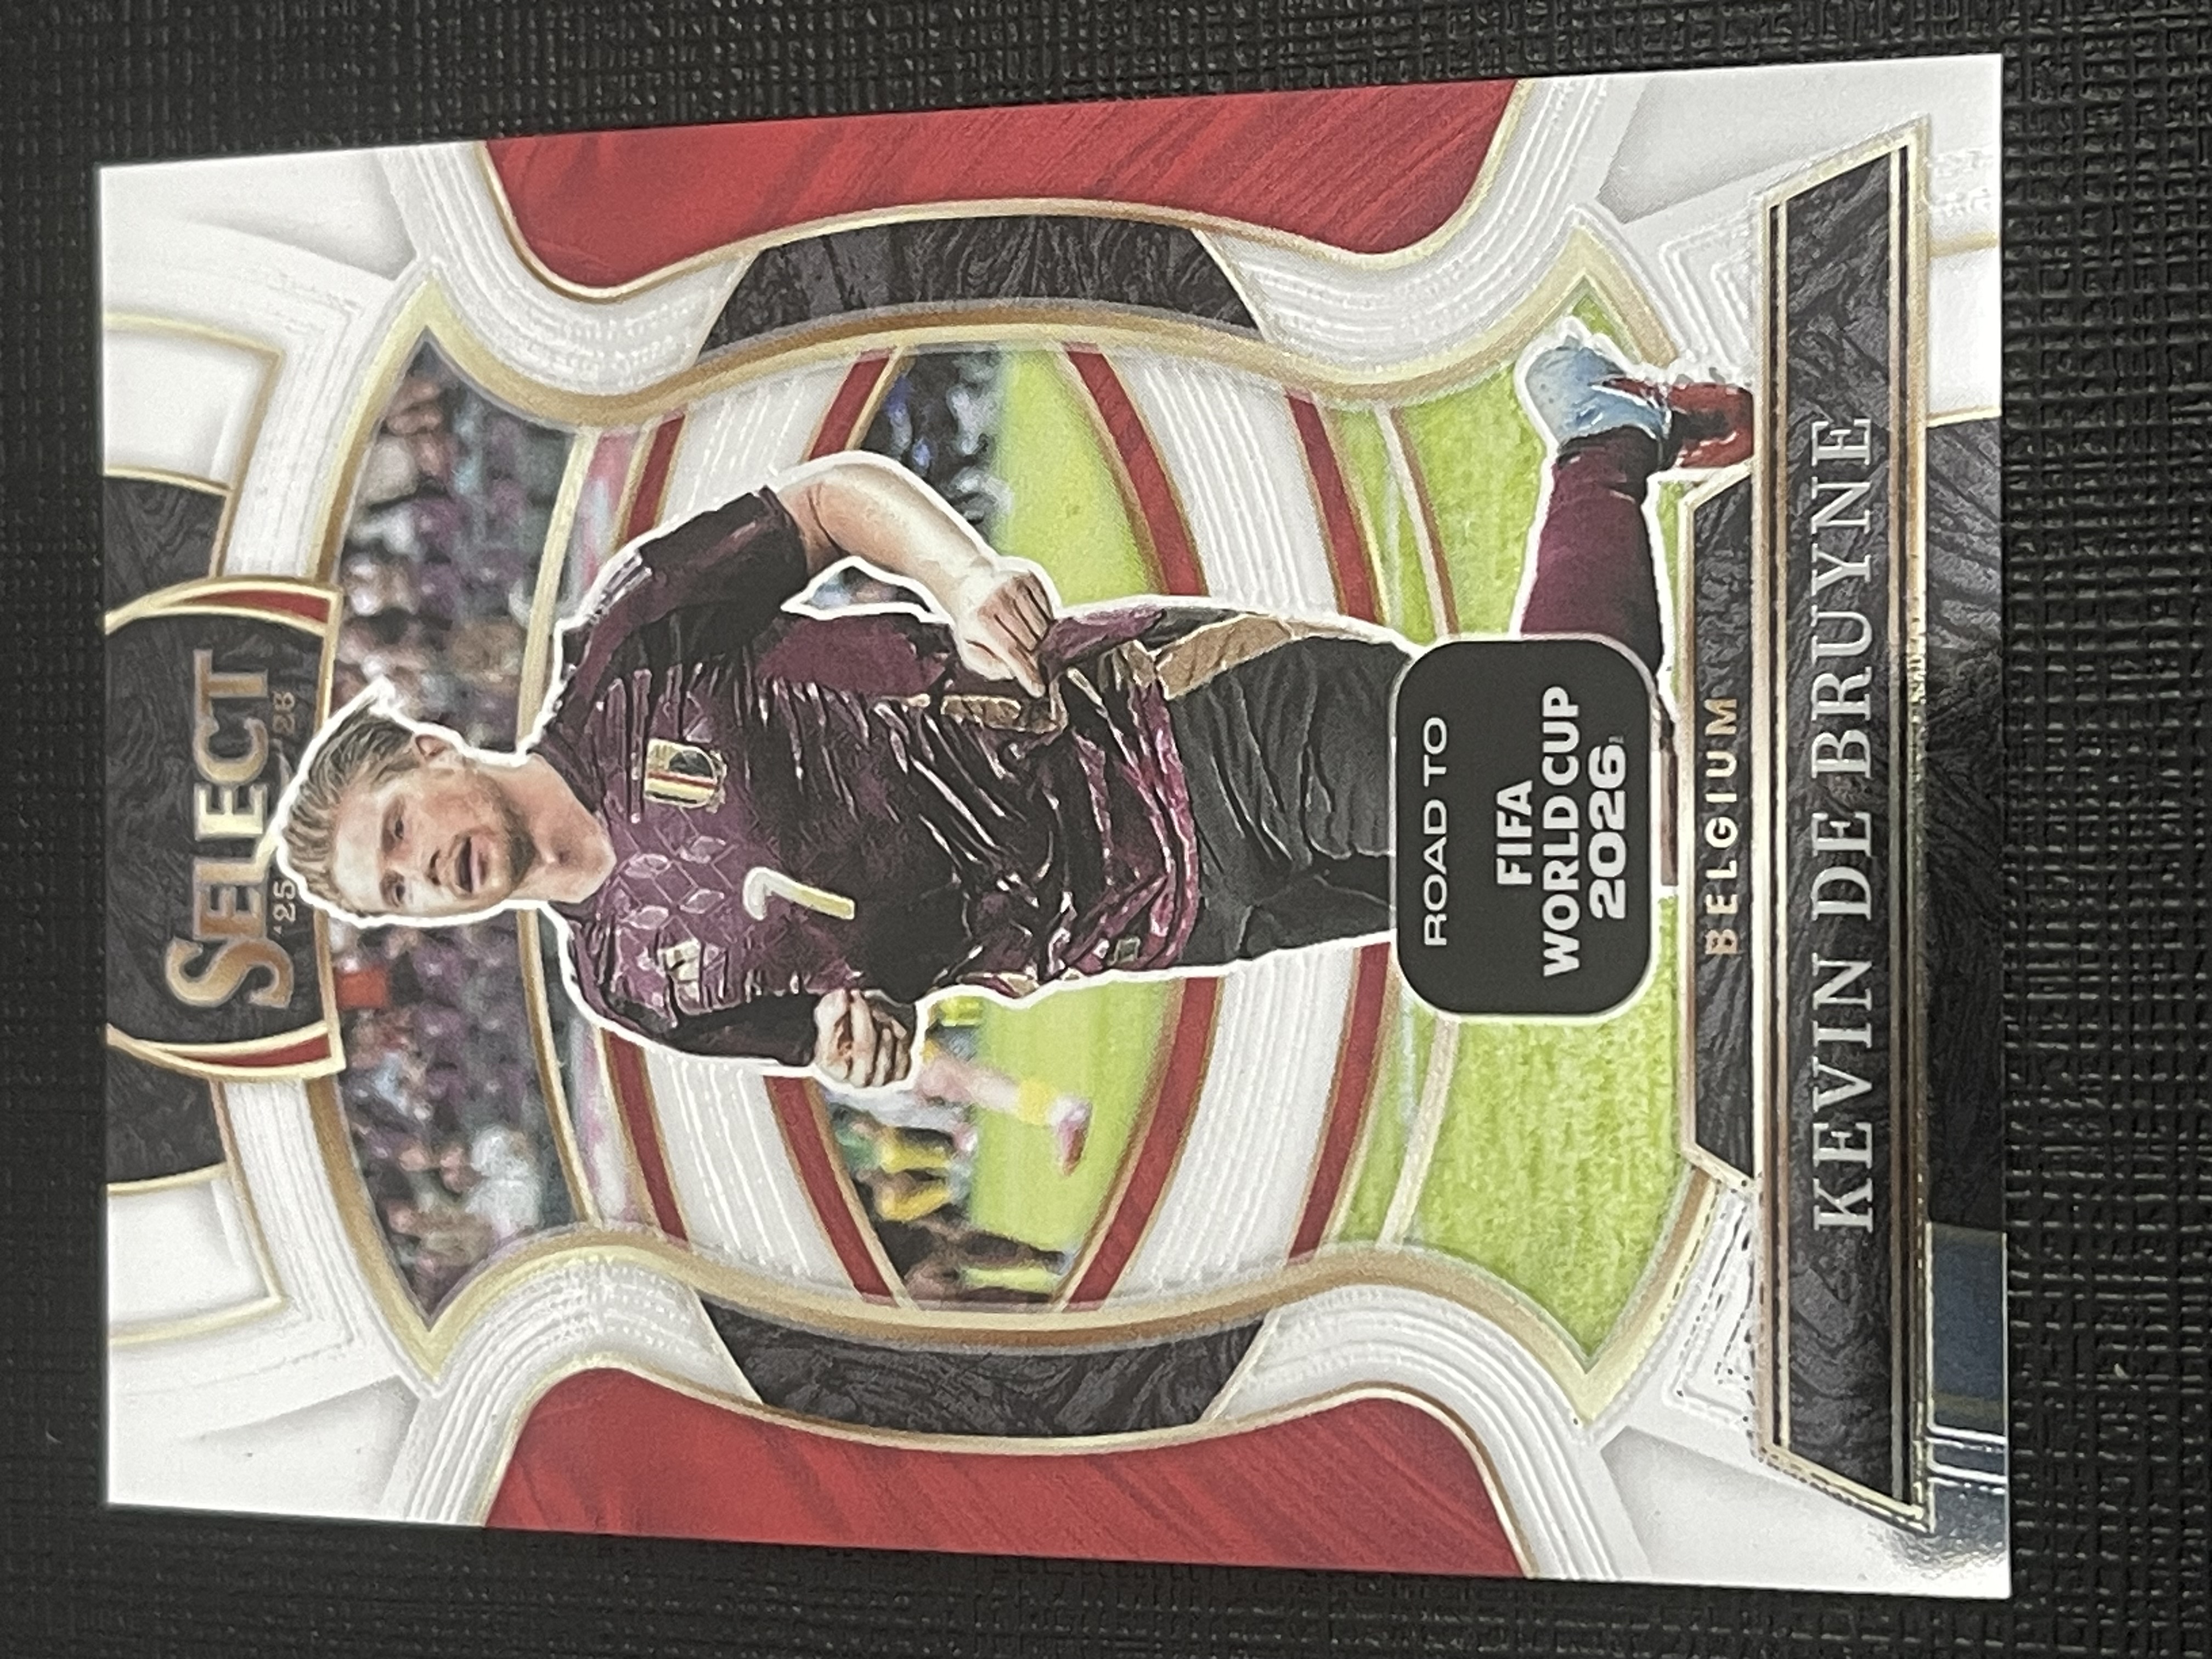 SELECT
'25 '26
7
ROAD TO
FIFA
WORLD CUP
2026
BELGIUM
KEVIN DE BRUYNE